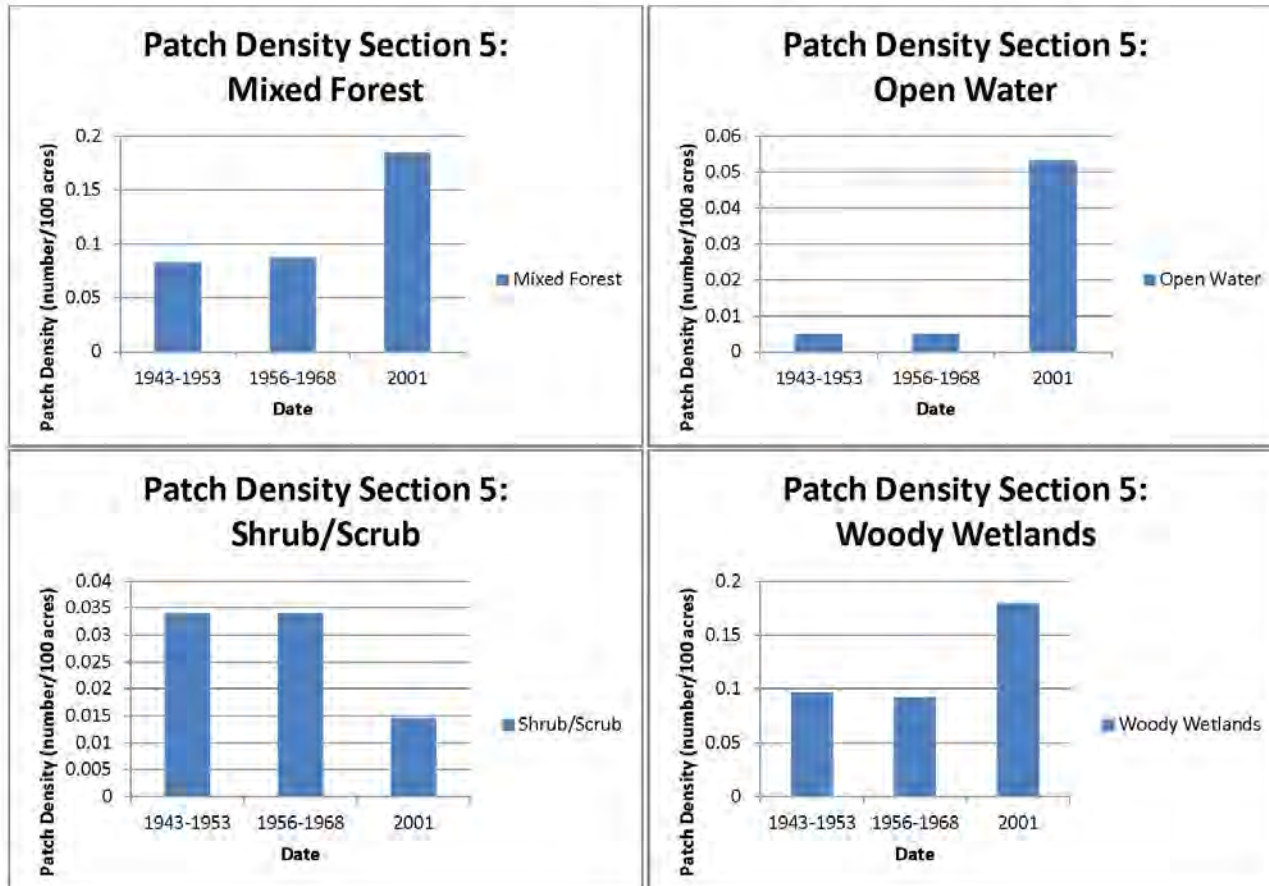 Patch Density Section 5:
Mixed Forest
Patch Density (number/100 acres)
0.2
0.15
0.1
0.05
0
1943-1953
1956-1968
2001
Date
Mixed Forest
Patch Density Section 5:
Open Water
Patch Density (number/100 acres)
0.06
0.05
0.04
0.03
0.02
0.01
0
1943-1953
1956-1968
2001
Date
Open Water
Patch Density Section 5:
Shrub/Scrub
Patch Density (number/100 acres)
0.04
0.035
0.03
0.025
0.02
0.015
0.01
0.005
0
1943-1953
1956-1968
2001
Date
Shrub/Scrub
Patch Density Section 5:
Woody Wetlands
Patch Density (number/100 acres)
0.2
0.15
0.1
0.05
0
1943-1953
1956-1968
2001
Date
Woody Wetlands